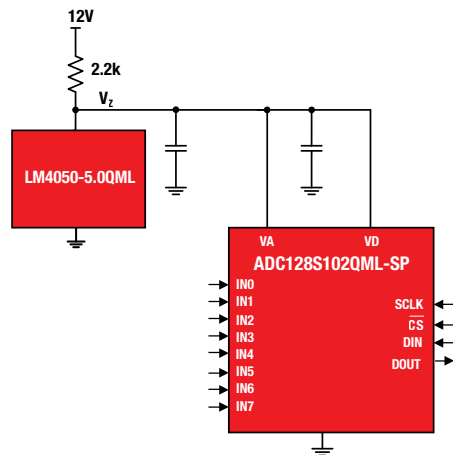 12V
2.2k
Vz
LM4050-5.0QML
VA VD
ADC128S102QML-SP
IN0
IN1
IN2
IN3
IN4
IN5
IN6
IN7
SCLK
CS
DIN
DOUT